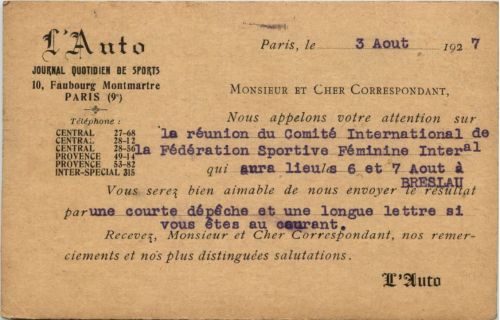 L'Auto
JOURNAL QUOTIDIEN DE SPORTS
10, Faubourg Montmartre
PARIS (9e)
Téléphone :
CENTRAL 27-68
CENTRAL 28-12
CENTRAL 28-50
PROVENCE 49-14
PROVENCE 53-82
INTER-SPECIAL 315
Paris, le 3 Aout 1927
MONSIEUR ET CHER CORRESPONDANT,
Nous appelons votre attention sur
la réunion du Comité International de
la Fédération Sportive Féminine Interal
qui aura lieu les 6 et 7 Aout à
BRESLAU
Vous serez bien aimable de nous envoyer le résultat
par une courte dépêche et une longue lettre si
vous êtes au courant.
Recevez, Monsieur et Cher Correspondant, nos remer-
ciements et nos plus distinguées salutations.
L'Auto